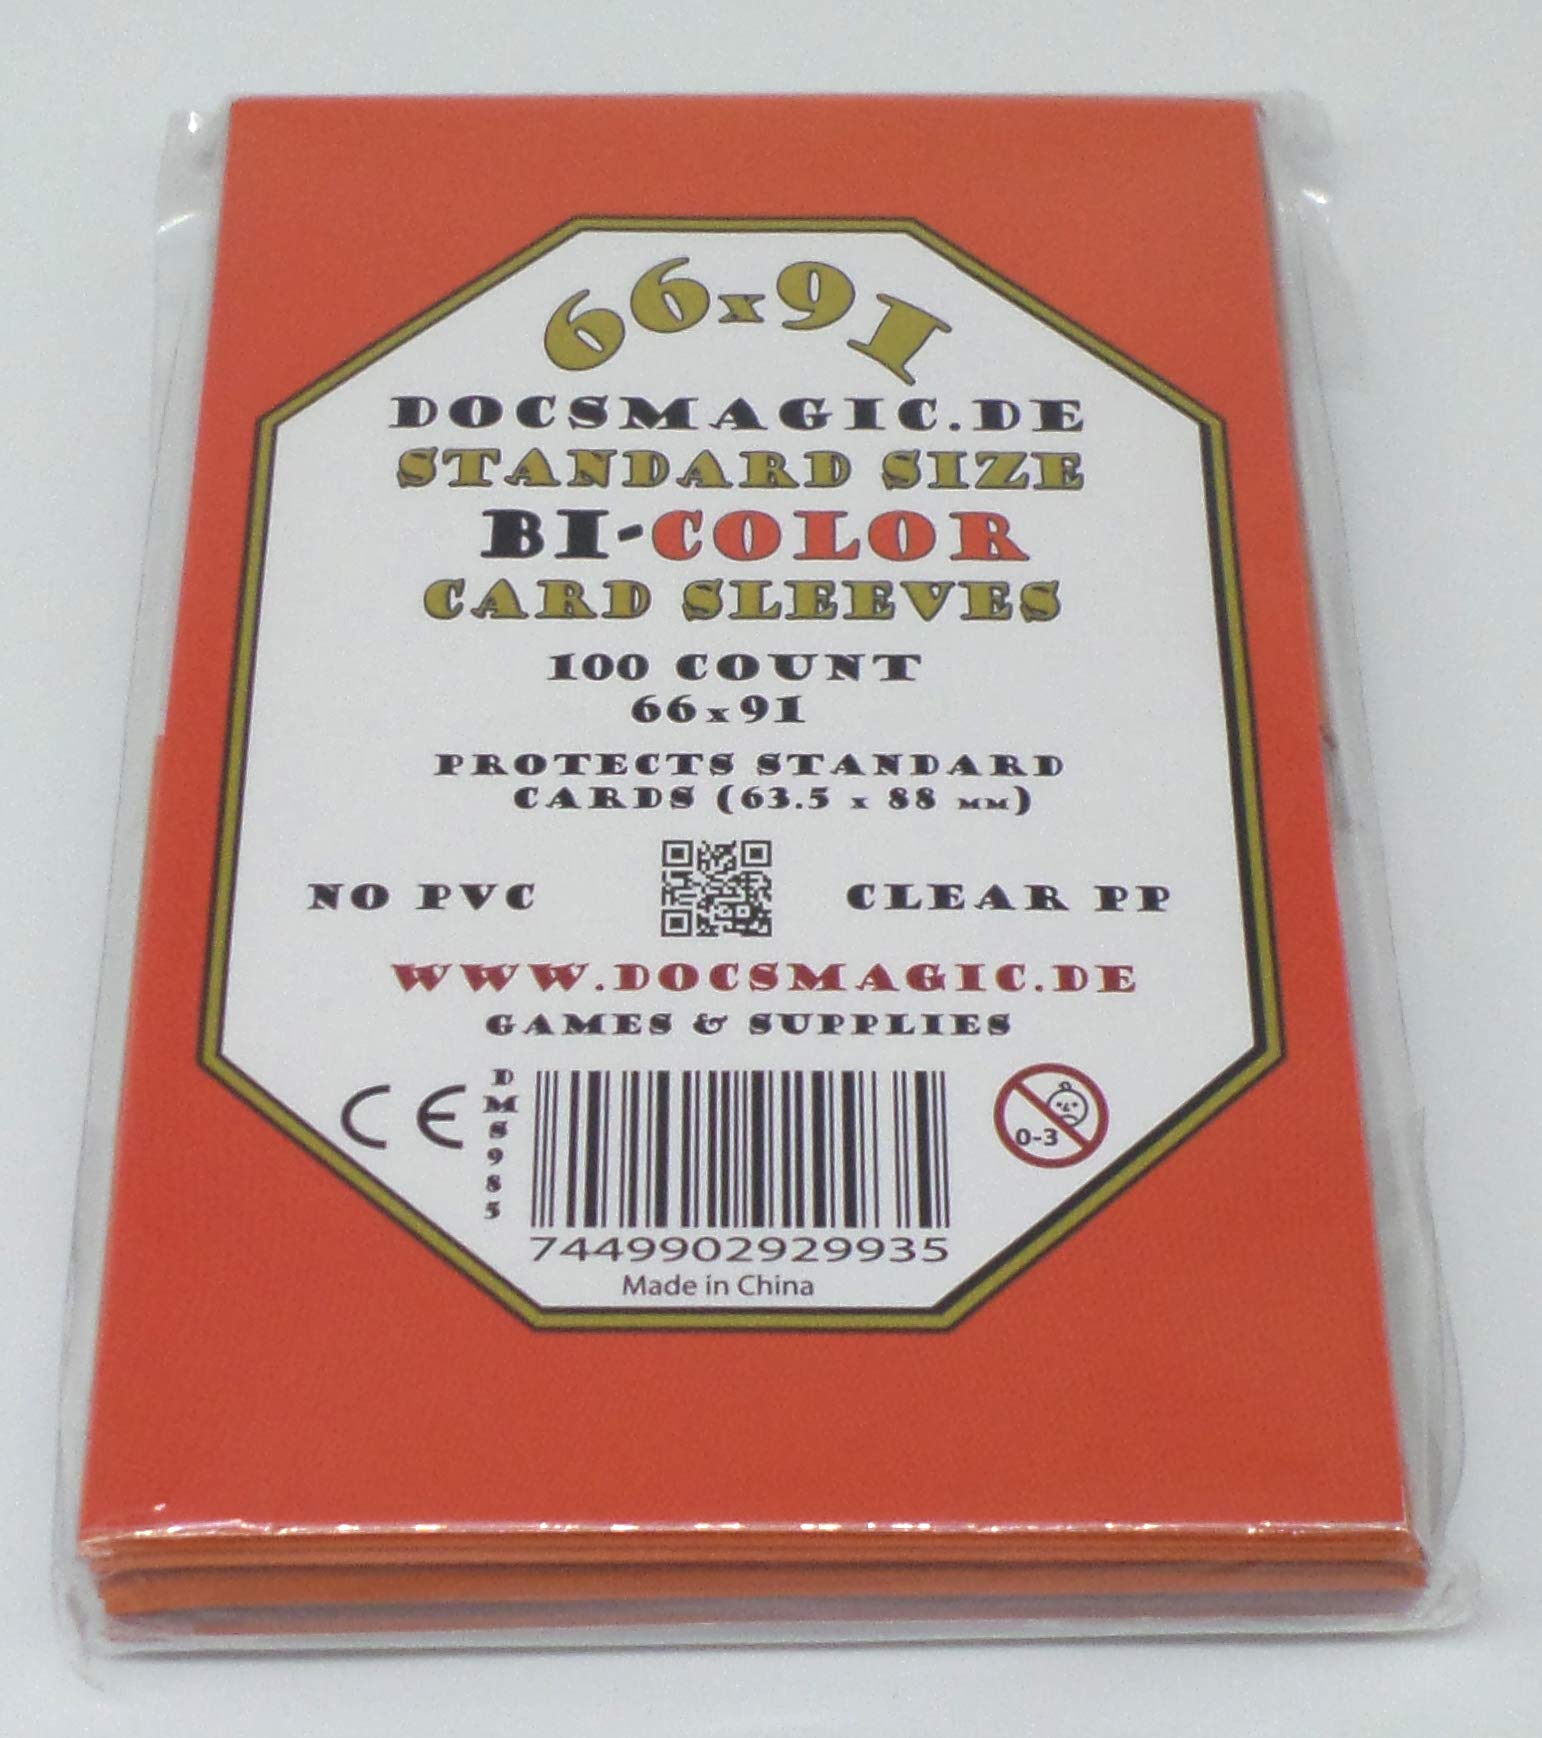 66x91
DOCSMAGIC.DE
STANDARD SIZE
BI-COLOR
CARD SLEEVES
100 COUNT
66x91
PROTECTS STANDARD
CARDS (63.5 x 88 MM)
NO PVC
CLEAR PP
WWW.DOCSMAGIC.DE
GAMES & SUPPLIES
CE
DMS985
0-3
7449902929935
Made in China